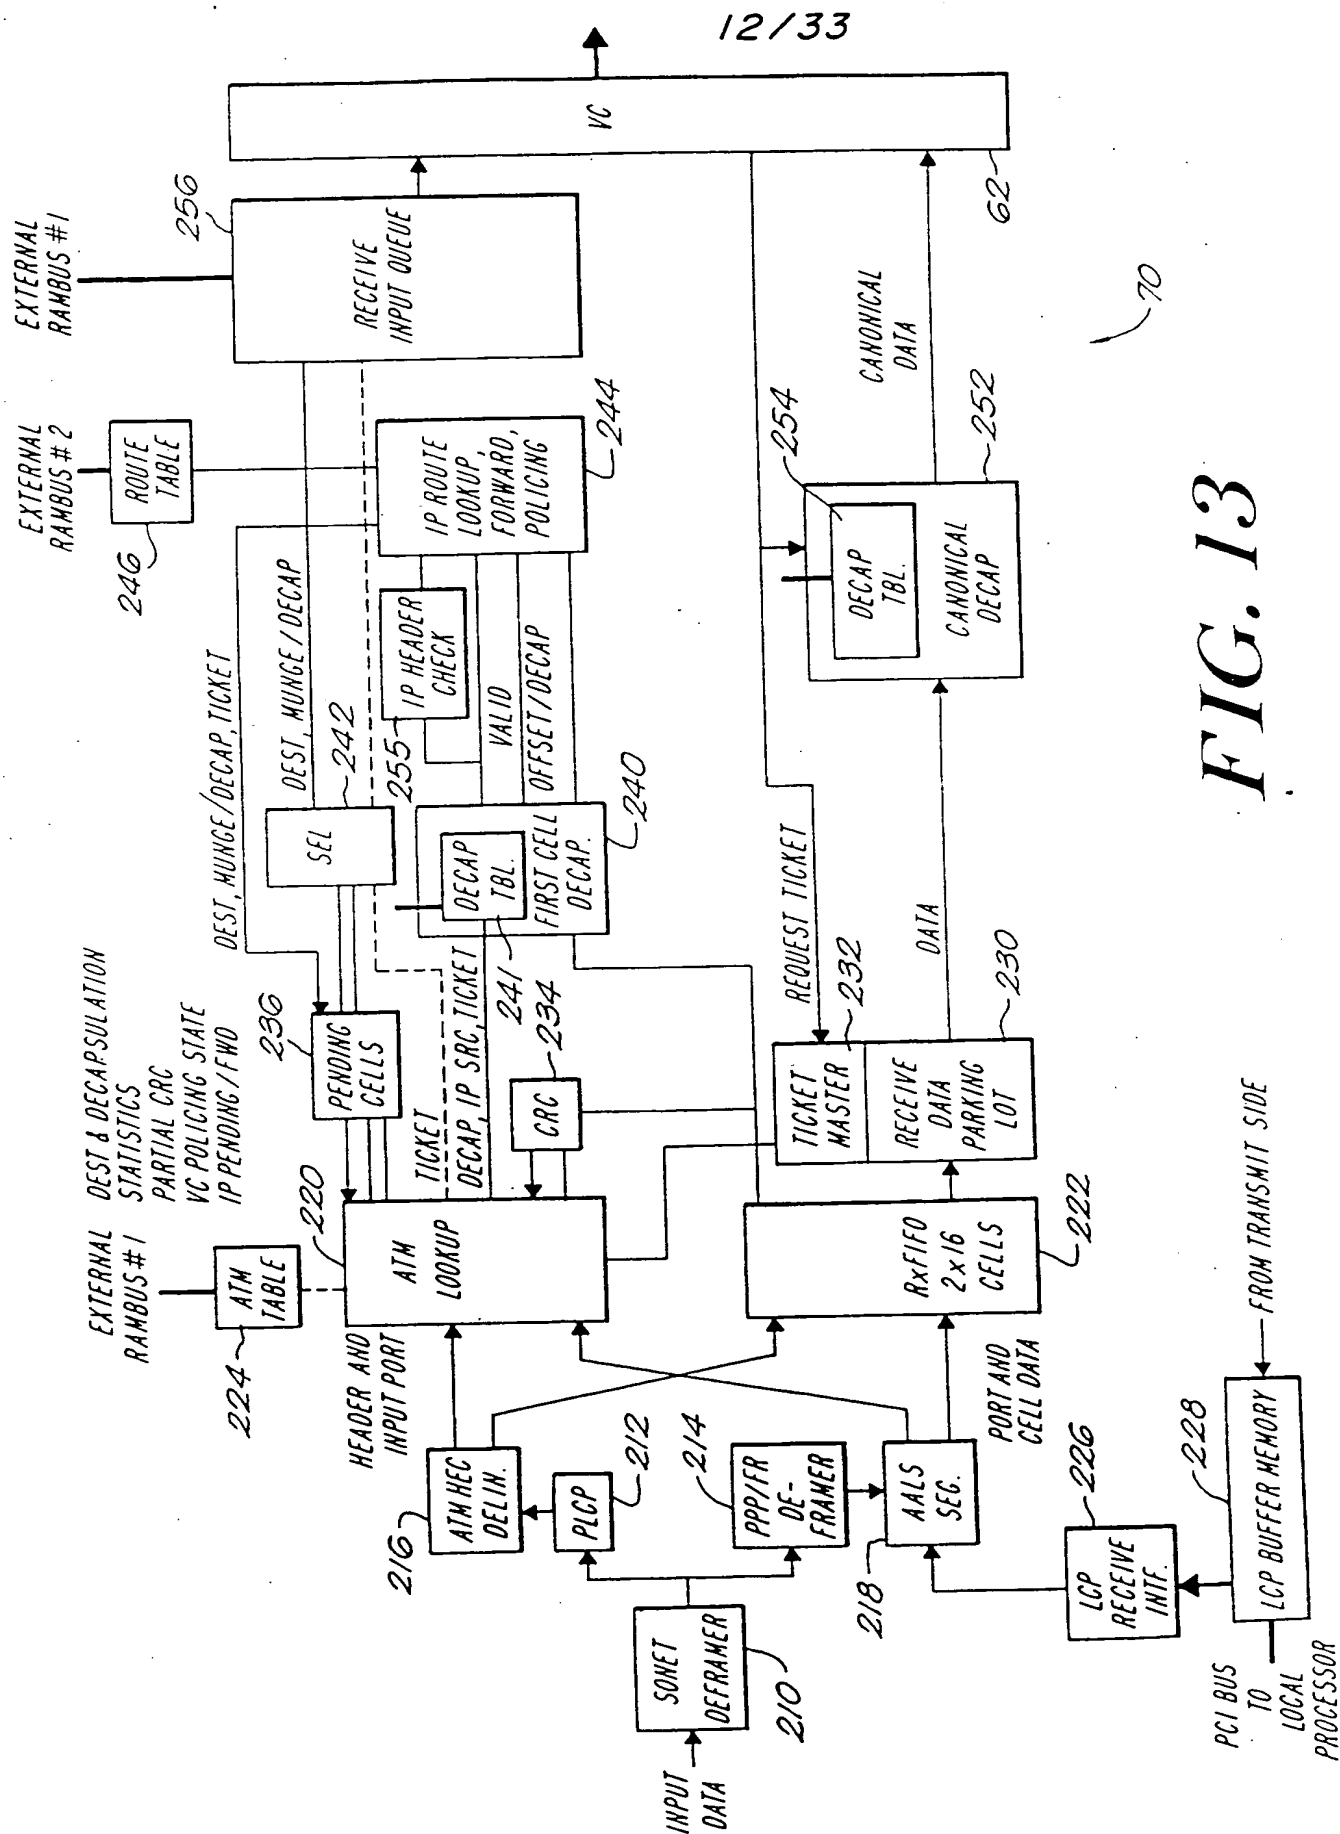 12/33
EXTERNAL
RAMBUS #1
DEST & DECAPSULATION
STATISTICS
PARTIAL CRC
VC POLICING STATE
IP PENDING/FWD
EXTERNAL
RAMBUS # 2
EXTERNAL
RAMBUS #1
224
ATM
TABLE
220
236
246
ROUTE
TABLE
256
DEST, MUNGE/DECAP, TICKET
DEST, MUNGE/DECAP
HEADER AND
INPUT PORT
ATM
LOOKUP
PENDING
CELLS
SEL
242
RECEIVE
INPUT QUEUE
VC
TICKET
DECAP, IP SRC, TICKET
255
IP HEADER
CHECK
IP ROUTE
LOOKUP,
FORWARD,
POLICING
244
216
ATM HEC
DELIN.
DECAP
TBL.
241
FIRST CELL
DECAP.
240
VALID
OFFSET/DECAP
CRC
234
PLCP
212
INPUT
DATA
SONET
DEFRAMER
210
214
PPP/FR
DE-
FRAMER
RxFIFO
2x16
CELLS
222
TICKET
MASTER
232
REQUEST TICKET
RECEIVE
DATA
PARKING
LOT
230
DATA
254
DECAP
TBL.
CANONICAL
DECAP
252
CANONICAL
DATA
62
70
218
AALS
SEG.
PORT AND
CELL DATA
LCP
RECEIVE
INTF.
226
PCI BUS
TO
LOCAL
PROCESSOR
LCP BUFFER MEMORY
228
FROM TRANSMIT SIDE
FIG. 13